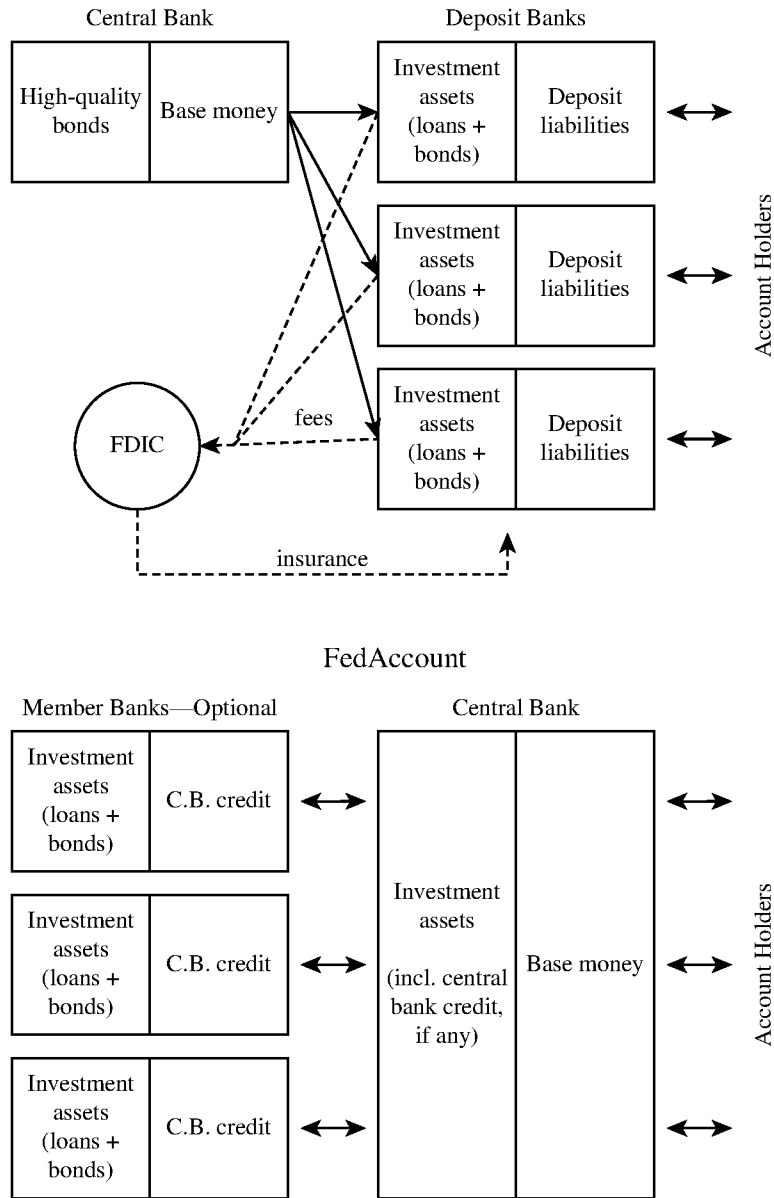 Central Bank
Deposit Banks
High-quality
bonds
Base money
Investment
assets
(loans +
bonds)
Deposit
liabilities
Investment
assets
(loans +
bonds)
Deposit
liabilities
Investment
assets
(loans +
bonds)
Deposit
liabilities
Account Holders
FDIC
fees
insurance
FedAccount
Member Banks—Optional
Central Bank
Investment
assets
(loans +
bonds)
C.B. credit
Investment
assets
(loans +
bonds)
C.B. credit
Investment
assets
(loans +
bonds)
C.B. credit
Investment
assets
(incl. central
bank credit,
if any)
Base money
Account Holders